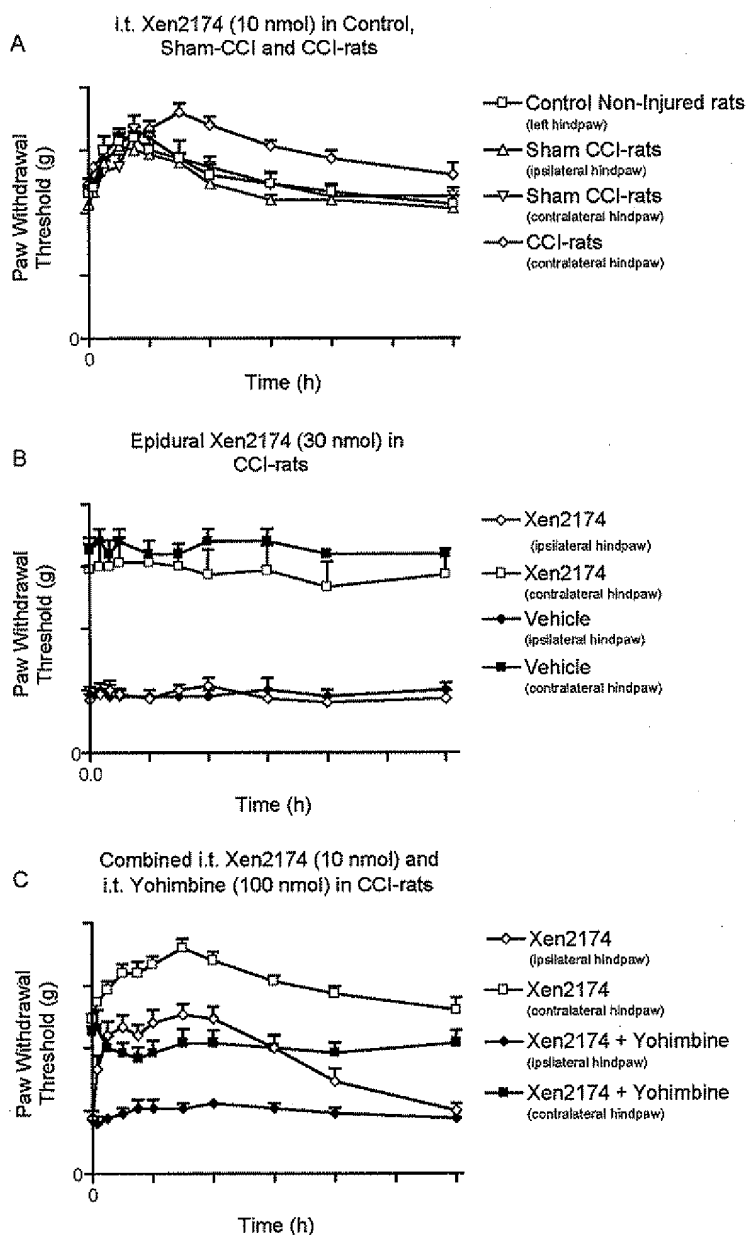 A
i.t. Xen2174 (10 nmol) in Control,
Sham-CCI and CCI-rats
Paw Withdrawal
Threshold (g)
0
0
Time (h)
Control Non-Injured rats
(left hindpaw)
Sham CCI-rats
(ipsilateral hindpaw)
Sham CCI-rats
(contralateral hindpaw)
CCI-rats
(contralateral hindpaw)
B
Epidural Xen2174 (30 nmol) in
CCI-rats
Paw Withdrawal
Threshold (g)
0
0.0
Time (h)
Xen2174
(ipsilateral hindpaw)
Xen2174
(contralateral hindpaw)
Vehicle
(ipsilateral hindpaw)
Vehicle
(contralateral hindpaw)
C
Combined i.t. Xen2174 (10 nmol) and
i.t. Yohimbine (100 nmol) in CCI-rats
Paw Withdrawal
Threshold (g)
0
0
Time (h)
Xen2174
(ipsilateral hindpaw)
Xen2174
(contralateral hindpaw)
Xen2174 + Yohimbine
(ipsilateral hindpaw)
Xen2174 + Yohimbine
(contralateral hindpaw)